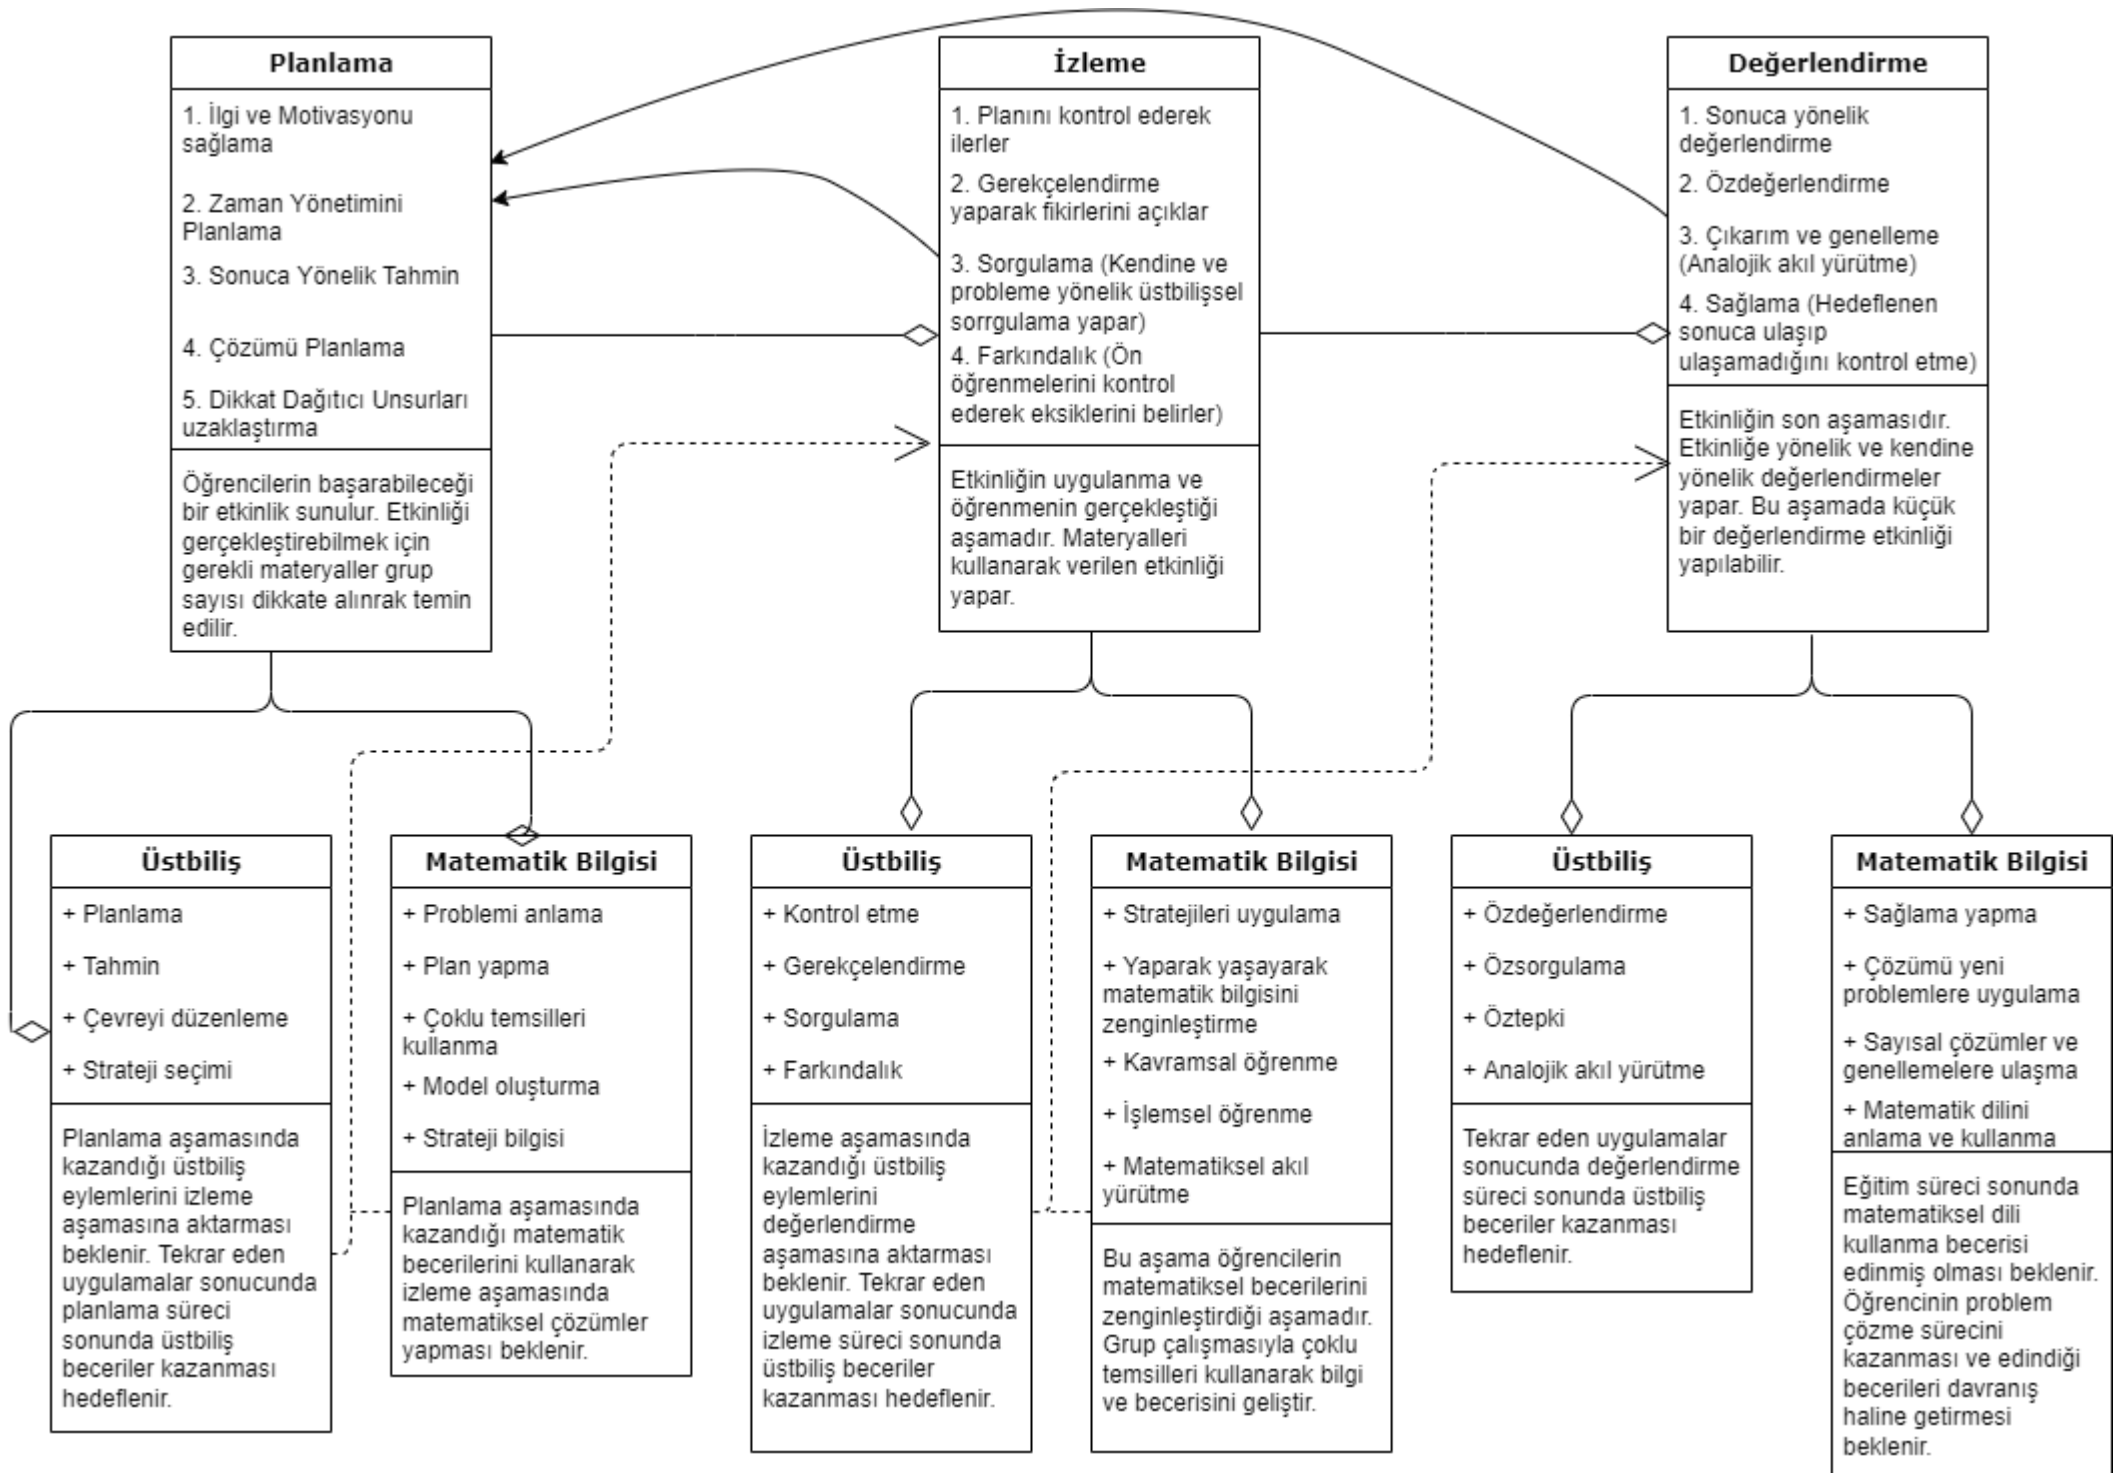 Planlama
1. İlgi ve Motivasyonu
sağlama
2. Zaman Yönetimini
Planlama
3. Sonuca Yönelik Tahmin
4. Çözümü Planlama
5. Dikkat Dağıtıcı Unsurları
uzaklaştırma
Öğrencilerin başarabileceği
bir etkinlik sunulur. Etkinliği
gerçekleştirebilmek için
gerekli materyaller grup
sayısı dikkate alınrak temin
edilir.
İzleme
1. Planını kontrol ederek
ilerler
2. Gerekçelendirme
yaparak fikirlerini açıklar
3. Sorgulama (Kendine ve
probleme yönelik üstbilişsel
sorrgulama yapar)
4. Farkındalık (Ön
öğrenmelerini kontrol
ederek eksiklerini belirler)
Etkinliğin uygulanma ve
öğrenmenin gerçekleştiği
aşamadır. Materyalleri
kullanarak verilen etkinliği
yapar.
Değerlendirme
1. Sonuca yönelik
değerlendirme
2. Özdeğerlendirme
3. Çıkarım ve genelleme
(Analojik akıl yürütme)
4. Sağlama (Hedeflenen
sonuca ulaşıp
ulaşamadığını kontrol etme)
Etkinliğin son aşamasıdır.
Etkinliğe yönelik ve kendine
yönelik değerlendirmeler
yapar. Bu aşamada küçük
bir değerlendirme etkinliği
yapılabilir.
Üstbiliş
+ Planlama
+ Tahmin
+ Çevreyi düzenleme
+ Strateji seçimi
Planlama aşamasında
kazandığı üstbiliş
eylemlerini izleme
aşamasına aktarması
beklenir. Tekrar eden
uygulamalar sonucunda
planlama süreci
sonunda üstbiliş
beceriler kazanması
hedeflenir.
Matematik Bilgisi
+ Problemi anlama
+ Plan yapma
+ Çoklu temsilleri
kullanma
+ Model oluşturma
+ Strateji bilgisi
Planlama aşamasında
kazandığı matematik
becerilerini kullanarak
izleme aşamasında
matematiksel çözümler
yapması beklenir.
Üstbiliş
+ Kontrol etme
+ Gerekçelendirme
+ Sorgulama
+ Farkındalık
İzleme aşamasında
kazandığı üstbiliş
eylemlerini
değerlendirme
aşamasına aktarması
beklenir. Tekrar eden
uygulamalar sonucunda
izleme süreci sonunda
üstbiliş beceriler
kazanması hedeflenir.
Matematik Bilgisi
+ Stratejileri uygulama
+ Yaparak yaşayarak
matematik bilgisini
zenginleştirme
+ Kavramsal öğrenme
+ İşlemsel öğrenme
+ Matematiksel akıl
yürütme
Bu aşama öğrencilerin
matematiksel becerilerini
zenginleştirdiği aşamadır.
Grup çalışmasıyla çoklu
temsilleri kullanarak bilgi
ve becerisini geliştir.
Üstbiliş
+ Özdeğerlendirme
+ Özsorgulama
+ Öztepki
+ Analojik akıl yürütme
Tekrar eden uygulamalar
sonucunda değerlendirme
süreci sonunda üstbiliş
beceriler kazanması
hedeflenir.
Matematik Bilgisi
+ Sağlama yapma
+ Çözümü yeni
problemlere uygulama
+ Sayısal çözümler ve
genellemelere ulaşma
+ Matematik dilini
anlama ve kullanma
Eğitim süreci sonunda
matematiksel dili
kullanma becerisi
edinmiş olması beklenir.
Öğrencinin problem
çözme sürecini
kazanması ve edindiği
becerileri davranış
haline getirmesi
beklenir.